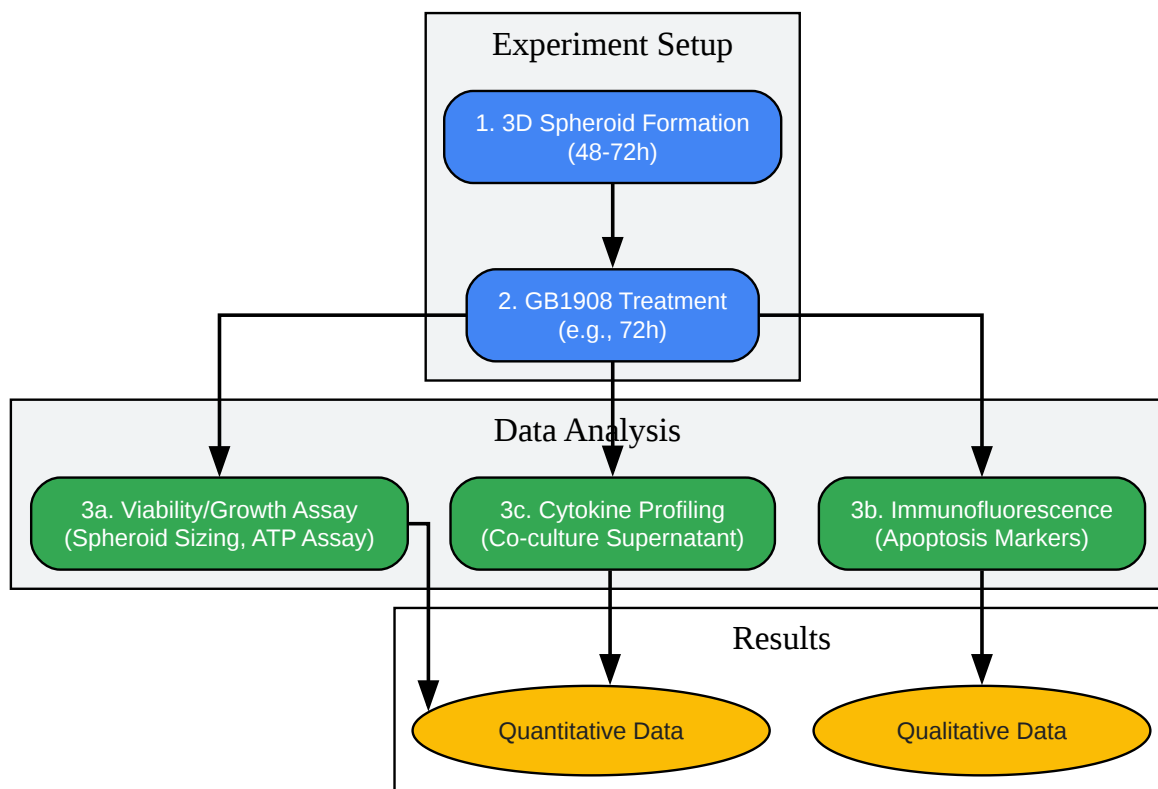 Experiment Setup
1. 3D Spheroid Formation
(48-72h)
2. GB1908 Treatment
(e.g., 72h)
Data Analysis
3a. Viability/Growth Assay
(Spheroid Sizing, ATP Assay)
3c. Cytokine Profiling
(Co-culture Supernatant)
3b. Immunofluorescence
(Apoptosis Markers)
Results
Quantitative Data
Qualitative Data